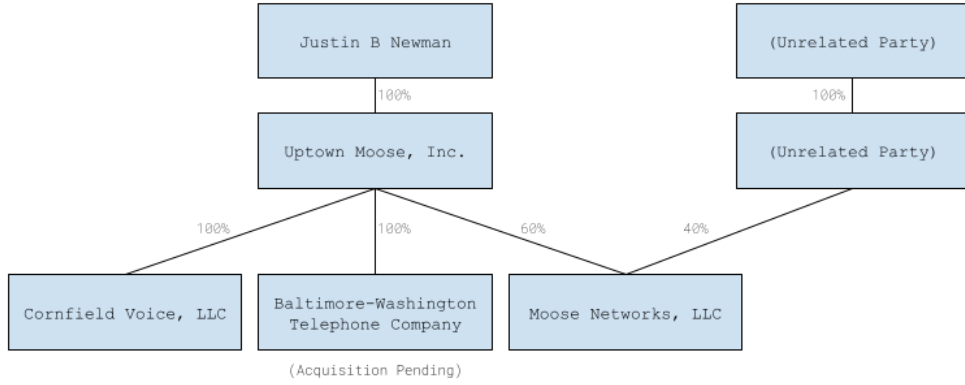 Justin B Newman
(Unrelated Party)
100%
100%
Uptown Moose, Inc.
(Unrelated Party)
100%
100%
60%
40%
Cornfield Voice, LLC
Baltimore-Washington
Telephone Company
Moose Networks, LLC
(Acquisition Pending)